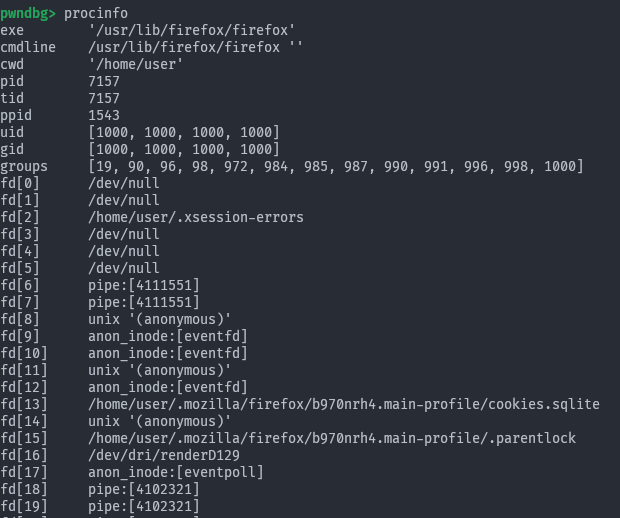 pwndbg> procinfo
exe '/usr/lib/firefox/firefox'
cmdline /usr/lib/firefox/firefox ''
cwd '/home/user'
pid 7157
tid 7157
ppid 1543
uid [1000, 1000, 1000, 1000]
gid [1000, 1000, 1000, 1000]
groups [19, 90, 96, 98, 972, 984, 985, 987, 990, 991, 996, 998, 1000]
fd[0] /dev/null
fd[1] /dev/null
fd[2] /home/user/.xsession-errors
fd[3] /dev/null
fd[4] /dev/null
fd[5] /dev/null
fd[6] pipe:[4111551]
fd[7] pipe:[4111551]
fd[8] unix '(anonymous)'
fd[9] anon_inode:[eventfd]
fd[10] anon_inode:[eventfd]
fd[11] unix '(anonymous)'
fd[12] anon_inode:[eventfd]
fd[13] /home/user/.mozilla/firefox/b970nrh4.main-profile/cookies.sqlite
fd[14] unix '(anonymous)'
fd[15] /home/user/.mozilla/firefox/b970nrh4.main-profile/.parentlock
fd[16] /dev/dri/renderD129
fd[17] anon_inode:[eventpoll]
fd[18] pipe:[4102321]
fd[19] pipe:[4102321]